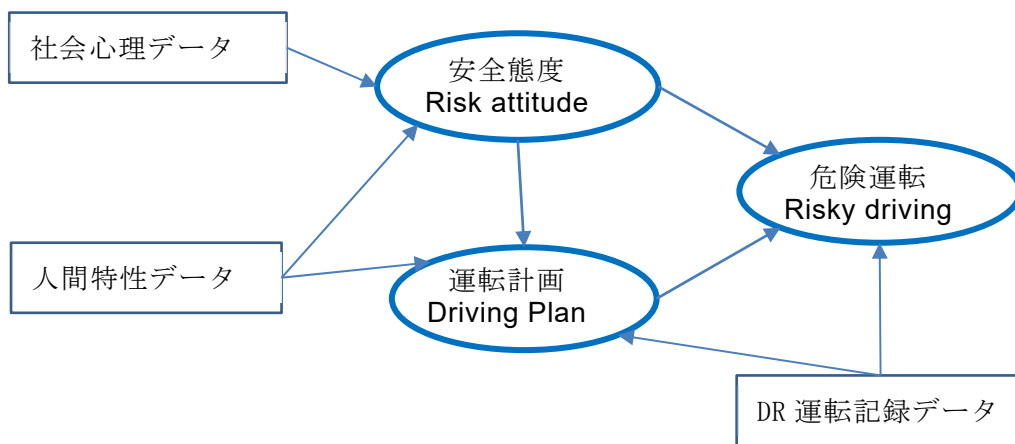 社会心理データ
安全態度
Risk attitude
危険運転
Risky driving
人間特性データ
運転計画
Driving Plan
DR 運転記録データ